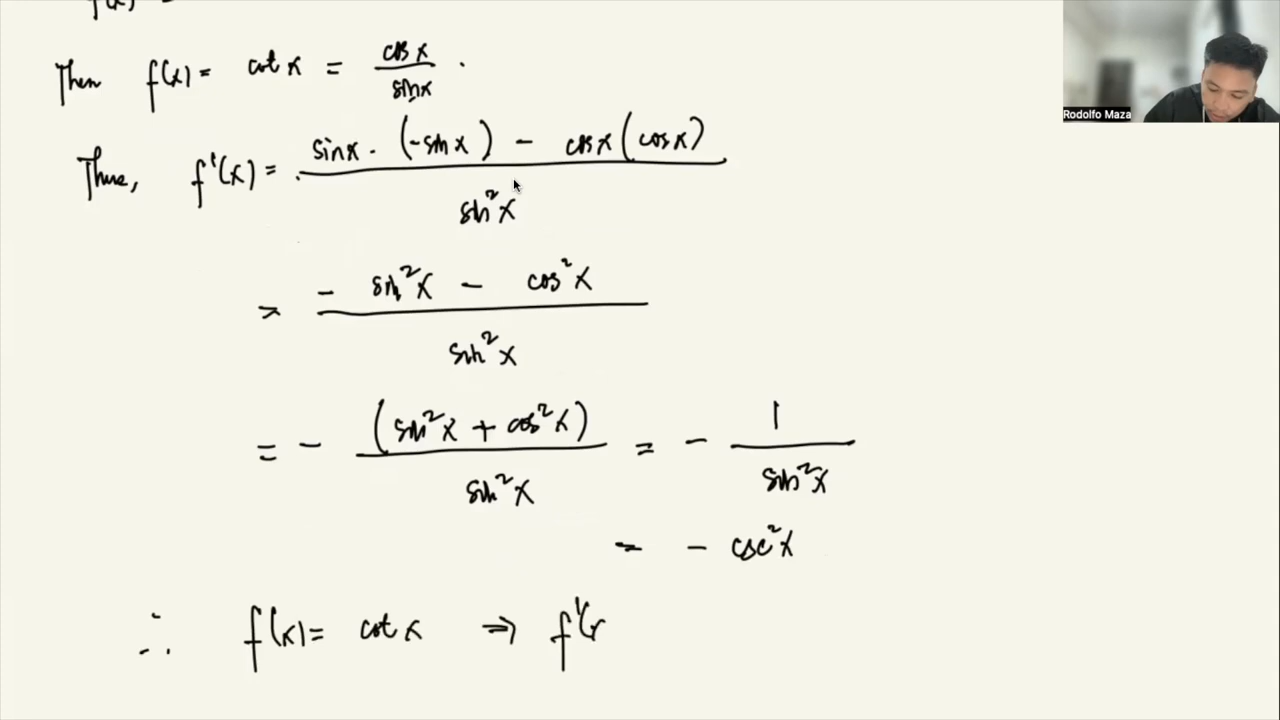 f(x) =
Then f(x) = cot x = cos x / sin x .
Thus, f'(x) = sin x · (-sin x) - cos x (cos x) / sin²x
= - sin²x - cos²x / sin²x
= - (sin²x + cos²x) / sin²x = - 1 / sin²x
= - csc²x
∴ f(x) = cot x ⇒ f'(x
Rodolfo Maza